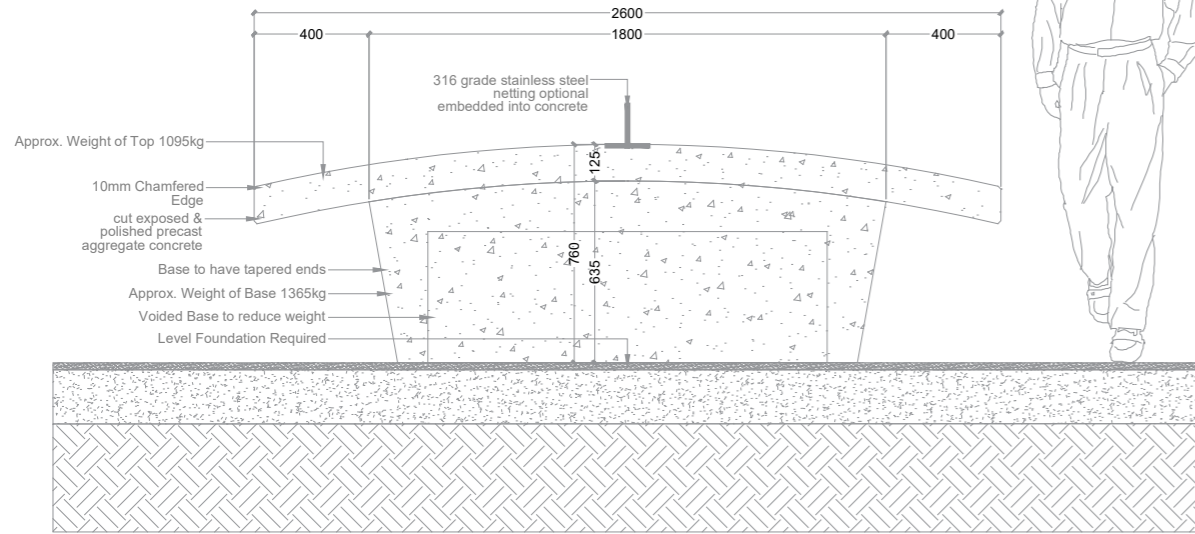 2600
400
1800
400
316 grade stainless steel
netting optional
embedded into concrete
Approx. Weight of Top 1095kg
125
10mm Chamfered
Edge
cut exposed &
polished precast
aggregate concrete
760
635
Base to have tapered ends
Approx. Weight of Base 1365kg
Voided Base to reduce weight
Level Foundation Required